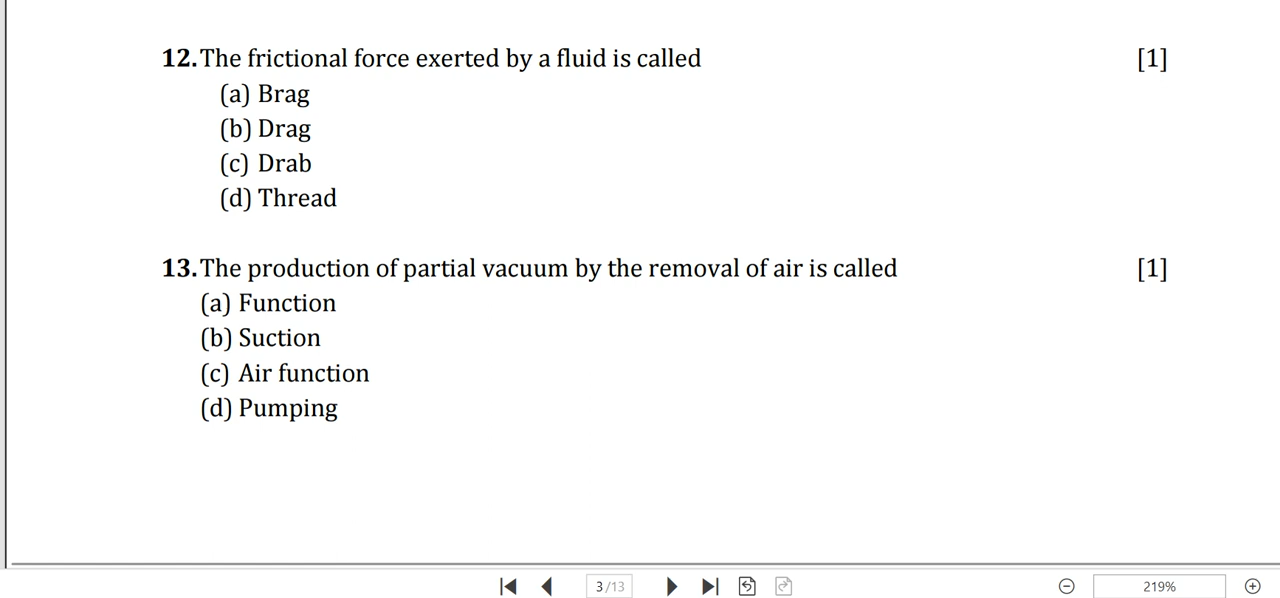 12. The frictional force exerted by a fluid is called [1]
(a) Brag
(b) Drag
(c) Drab
(d) Thread
13. The production of partial vacuum by the removal of air is called [1]
(a) Function
(b) Suction
(c) Air function
(d) Pumping
3 /13 219%